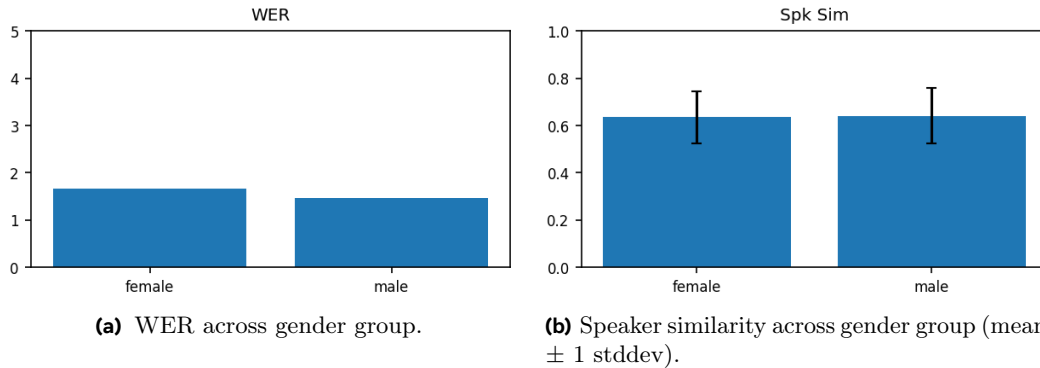 WER
5
4
3
2
1
0
female male
(a) WER across gender group.
Spk Sim
1.0
0.8
0.6
0.4
0.2
0.0
female male
(b) Speaker similarity across gender group (mean
± 1 stddev).